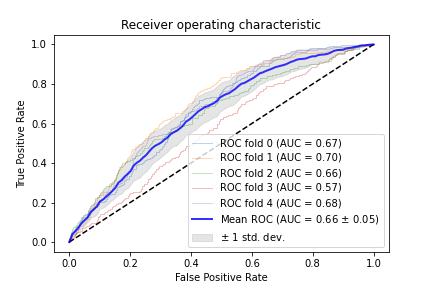 Receiver operating characteristic
True Positive Rate
1.0
0.8
0.6
0.4
0.2
0.0
ROC fold 0 (AUC = 0.67)
ROC fold 1 (AUC = 0.70)
ROC fold 2 (AUC = 0.66)
ROC fold 3 (AUC = 0.57)
ROC fold 4 (AUC = 0.68)
Mean ROC (AUC = 0.66 ± 0.05)
± 1 std. dev.
0.0 0.2 0.4 0.6 0.8 1.0
False Positive Rate